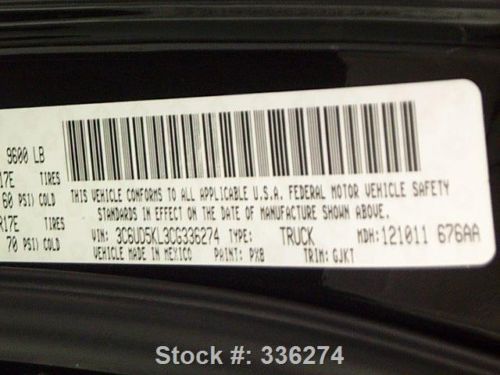 9600 LB
17E TIRES
60 PSI) COLD
R17E TIRES
70 PSI) COLD
THIS VEHICLE CONFORMS TO ALL APPLICABLE U.S.A. FEDERAL MOTOR VEHICLE SAFETY
STANDARDS IN EFFECT ON THE DATE OF MANUFACTURE SHOWN ABOVE.
VIN: 3C6UD5KL3CG336274 TYPE: TRUCK MDH:121011 676AA
VEHICLE MADE IN MEXICO PAINT: PX8 TRIM: GJKT
Stock #: 336274